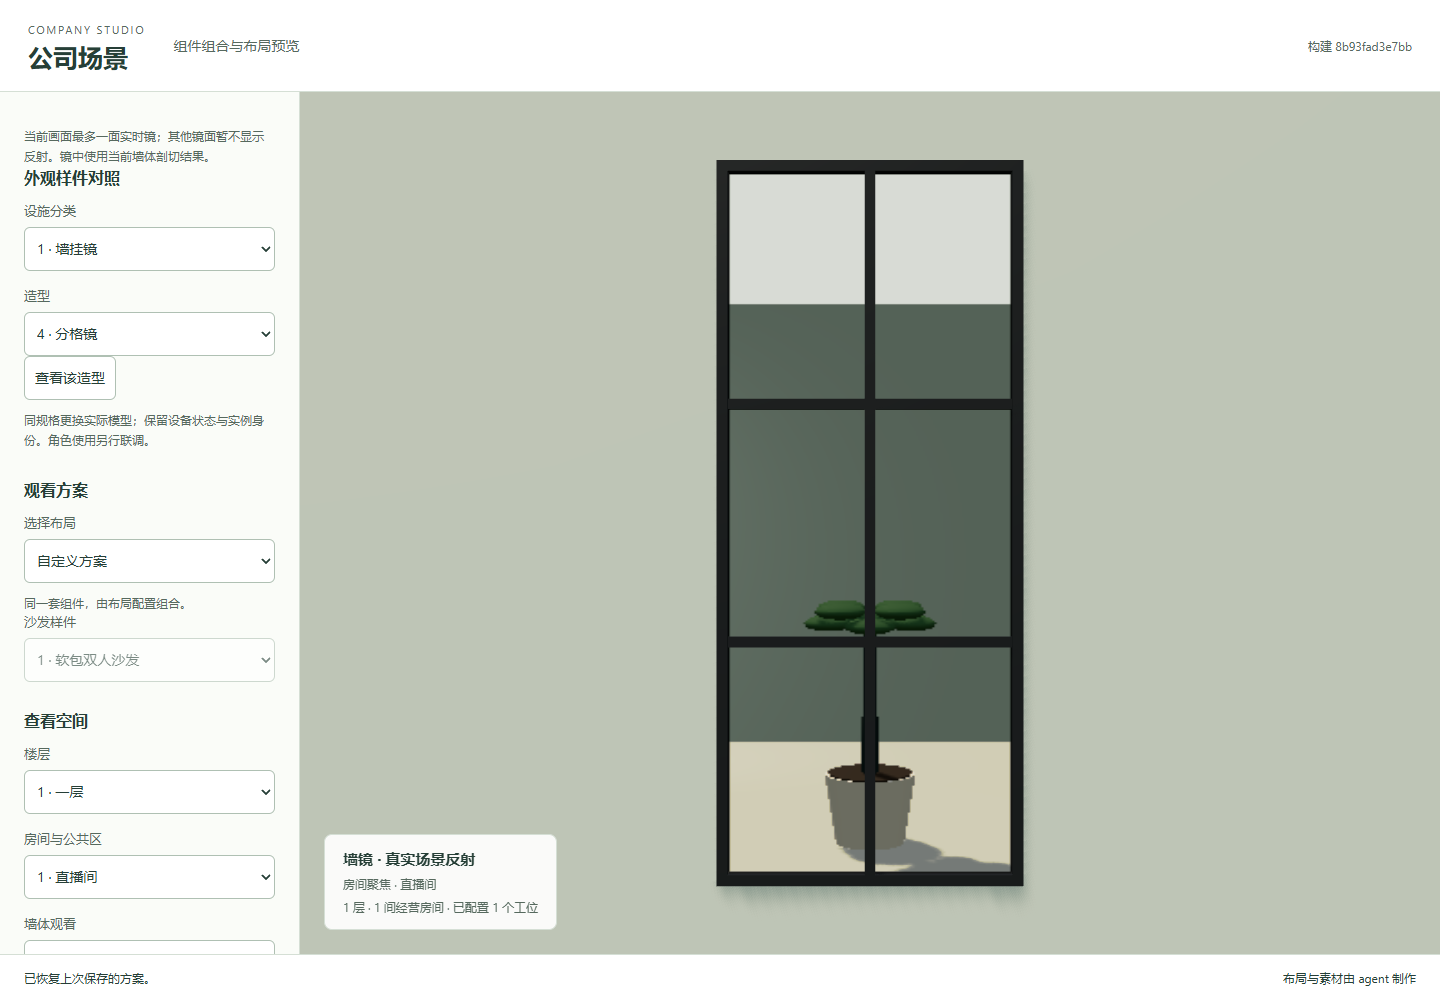 COMPANY STUDIO
公司场景
组件组合与布局预览
构建 8b93fad3e7bb
当前画面最多一面实时镜；其他镜面暂不显示
反射。镜中使用当前墙体剖切结果。
外观样件对照
设施分类
1 · 墙挂镜
造型
4 · 分格镜
查看该造型
同规格更换实际模型；保留设备状态与实例身
份。角色使用另行联调。
观看方案
选择布局
自定义方案
同一套组件，由布局配置组合。
沙发样件
1 · 软包双人沙发
查看空间
楼层
1 · 一层
房间与公共区
1 · 直播间
墙体观看
墙镜 · 真实场景反射
房间聚焦 · 直播间
1 层 · 1 间经营房间 · 已配置 1 个工位
已恢复上次保存的方案。
布局与素材由 agent 制作